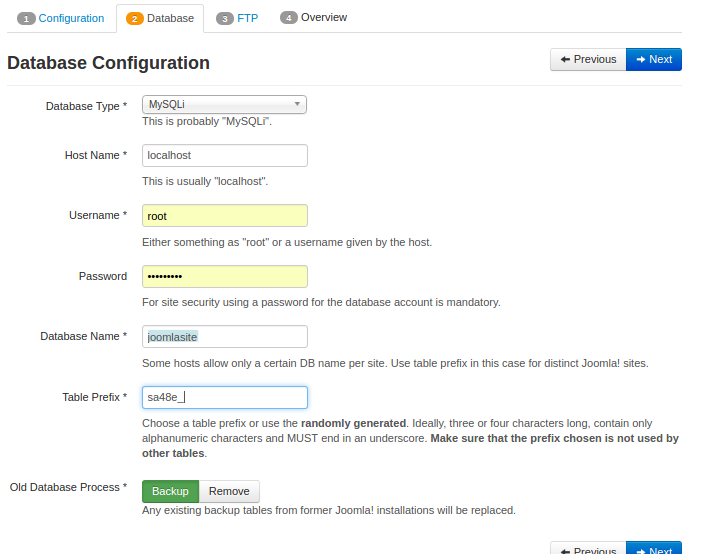 1 Configuration 2 Database 3 FTP 4 Overview
Database Configuration
Previous Next
Database Type * MySQLi
This is probably "MySQLi".
Host Name * localhost
This is usually "localhost".
Username * root
Either something as "root" or a username given by the host.
Password •••••••••
For site security using a password for the database account is mandatory.
Database Name * joomlasite
Some hosts allow only a certain DB name per site. Use table prefix in this case for distinct Joomla! sites.
Table Prefix * sa48e_
Choose a table prefix or use the randomly generated. Ideally, three or four characters long, contain only
alphanumeric characters and MUST end in an underscore. Make sure that the prefix chosen is not used by
other tables.
Old Database Process * Backup Remove
Any existing backup tables from former Joomla! installations will be replaced.
Previous Next